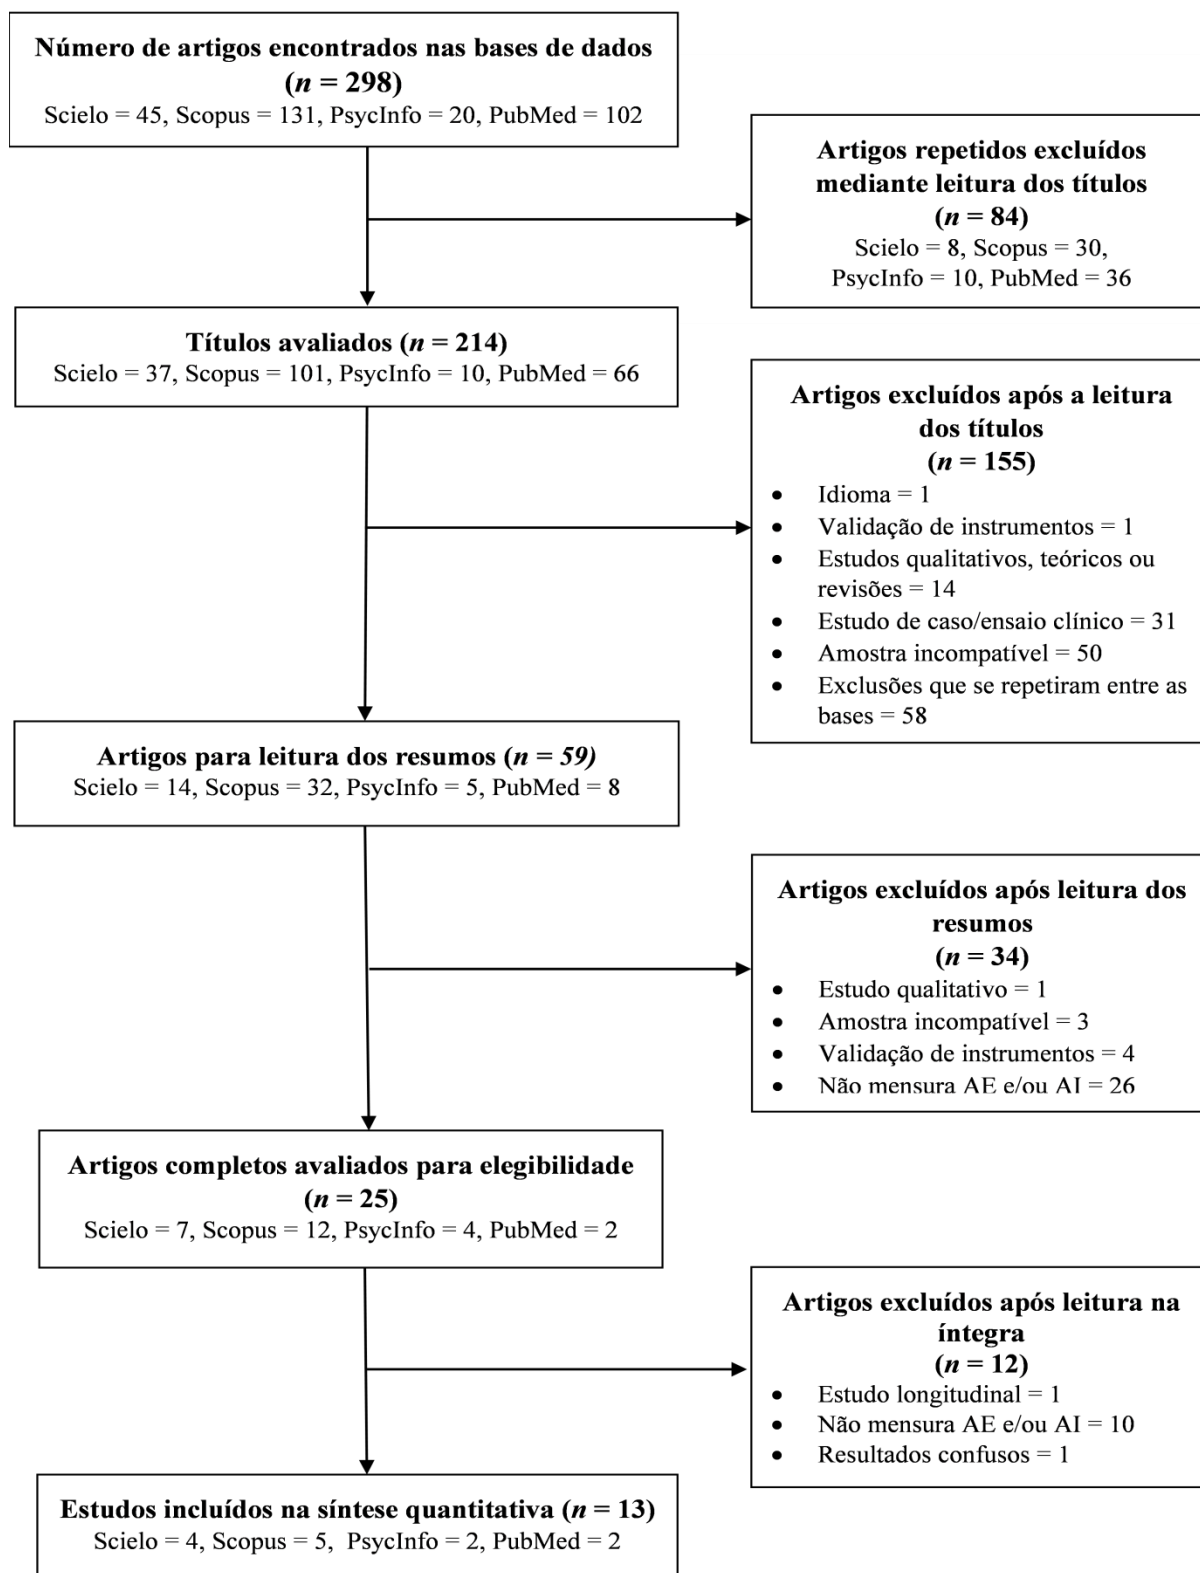 Número de artigos encontrados nas bases de dados
(n = 298)
Scielo = 45, Scopus = 131, PsycInfo = 20, PubMed = 102
Artigos repetidos excluídos
mediante leitura dos títulos
(n = 84)
Scielo = 8, Scopus = 30,
PsycInfo = 10, PubMed = 36
Títulos avaliados (n = 214)
Scielo = 37, Scopus = 101, PsycInfo = 10, PubMed = 66
Artigos excluídos após a leitura
dos títulos
(n = 155)
• Idioma = 1
• Validação de instrumentos = 1
• Estudos qualitativos, teóricos ou
revisões = 14
• Estudo de caso/ensaio clínico = 31
• Amostra incompatível = 50
• Exclusões que se repetiram entre as
bases = 58
Artigos para leitura dos resumos (n = 59)
Scielo = 14, Scopus = 32, PsycInfo = 5, PubMed = 8
Artigos excluídos após leitura dos
resumos
(n = 34)
• Estudo qualitativo = 1
• Amostra incompatível = 3
• Validação de instrumentos = 4
• Não mensura AE e/ou AI = 26
Artigos completos avaliados para elegibilidade
(n = 25)
Scielo = 7, Scopus = 12, PsycInfo = 4, PubMed = 2
Artigos excluídos após leitura na
íntegra
(n = 12)
• Estudo longitudinal = 1
• Não mensura AE e/ou AI = 10
• Resultados confusos = 1
Estudos incluídos na síntese quantitativa (n = 13)
Scielo = 4, Scopus = 5, PsycInfo = 2, PubMed = 2